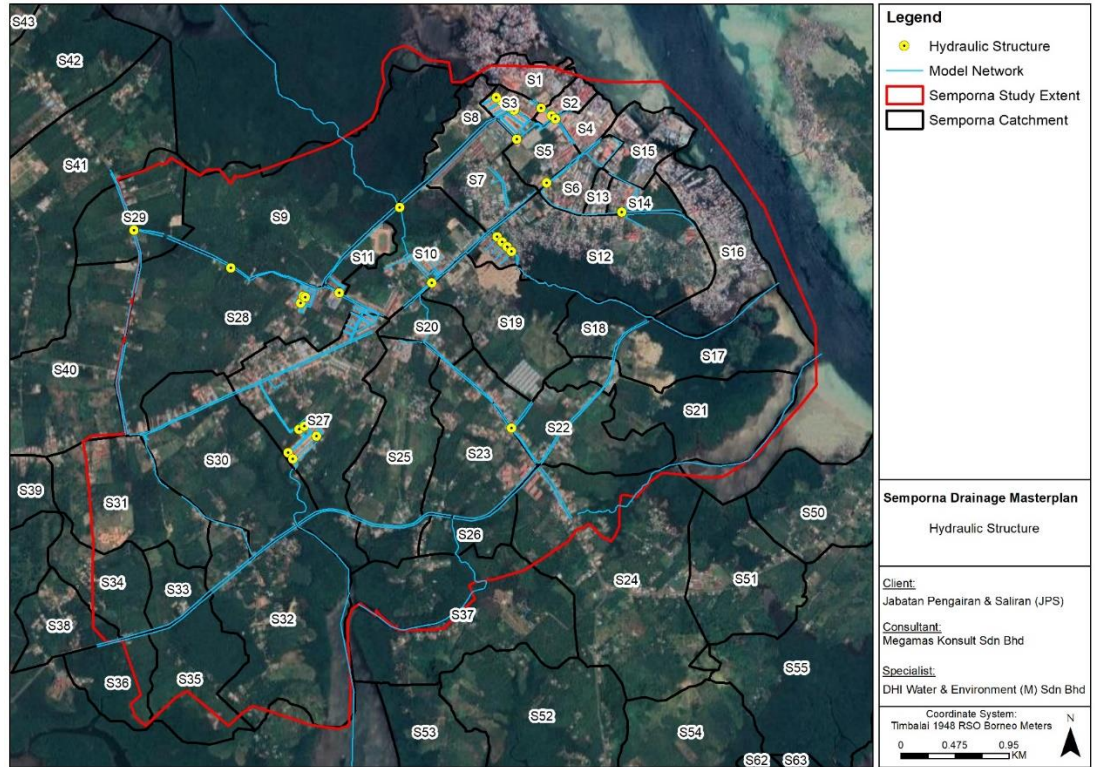 S43
S42
S1
S2
S3
S8
S4
S41
S5
S15
S7
S6
S13
S14
S29
S9
S11
S10
S12
S16
S28
S19
S20
S18
S17
S40
S21
S27
S22
S30
S25
S23
S39
S31
S50
S26
S34
S33
S24
S51
S38
S32
S37
S36
S35
S55
S52
S53
S54
S62
S63
Legend
Hydraulic Structure
Model Network
Semporna Study Extent
Semporna Catchment
Semporna Drainage Masterplan
Hydraulic Structure
Client:
Jabatan Pengairan & Saliran (JPS)
Consultant:
Megamas Konsult Sdn Bhd
Specialist:
DHI Water & Environment (M) Sdn Bhd
Coordinate System:
Timbalai 1948 RSO Borneo Meters
N
0 0.475 0.95
KM